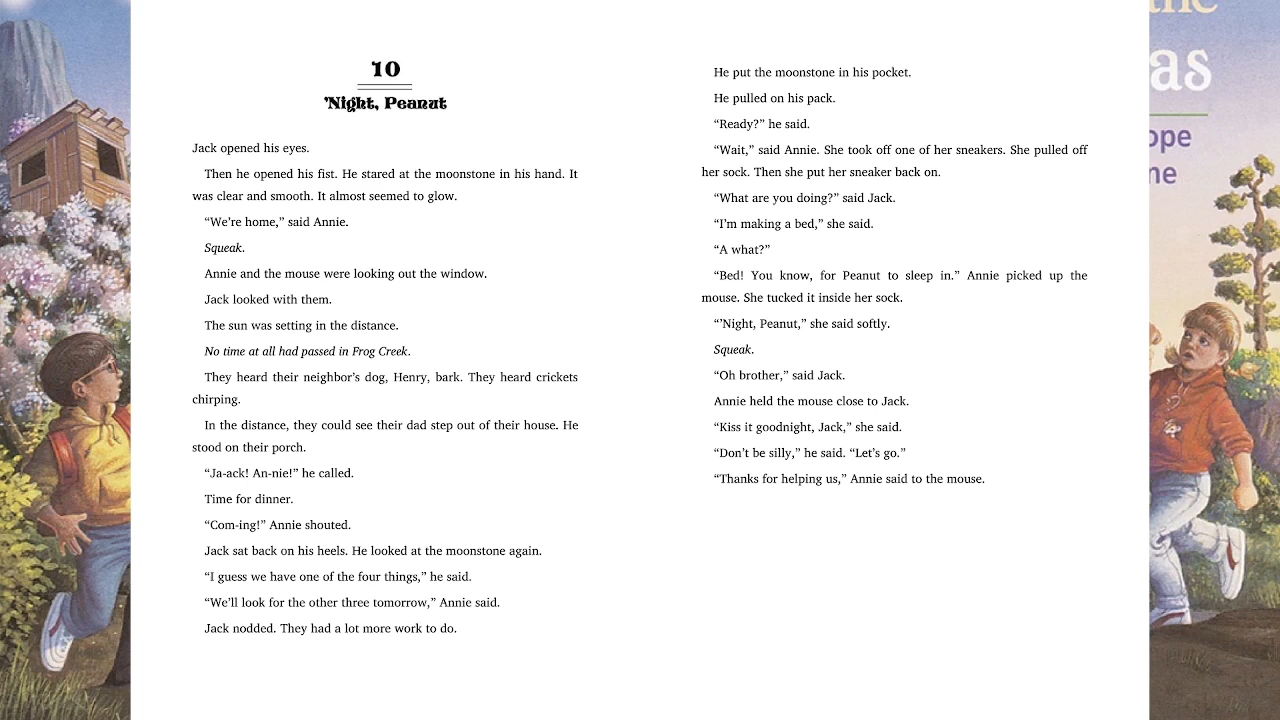 10
'Night, Peanut
Jack opened his eyes.
Then he opened his fist. He stared at the moonstone in his hand. It
was clear and smooth. It almost seemed to glow.
“We’re home,” said Annie.
Squeak.
Annie and the mouse were looking out the window.
Jack looked with them.
The sun was setting in the distance.
No time at all had passed in Frog Creek.
They heard their neighbor’s dog, Henry, bark. They heard crickets
chirping.
In the distance, they could see their dad step out of their house. He
stood on their porch.
“Ja-ack! An-nie!” he called.
Time for dinner.
“Com-ing!” Annie shouted.
Jack sat back on his heels. He looked at the moonstone again.
“I guess we have one of the four things,” he said.
“We’ll look for the other three tomorrow,” Annie said.
Jack nodded. They had a lot more work to do.
He put the moonstone in his pocket.
He pulled on his pack.
“Ready?” he said.
“Wait,” said Annie. She took off one of her sneakers. She pulled off
her sock. Then she put her sneaker back on.
“What are you doing?” said Jack.
“I’m making a bed,” she said.
“A what?”
“Bed! You know, for Peanut to sleep in.” Annie picked up the
mouse. She tucked it inside her sock.
“’Night, Peanut,” she said softly.
Squeak.
“Oh brother,” said Jack.
Annie held the mouse close to Jack.
“Kiss it goodnight, Jack,” she said.
“Don’t be silly,” he said. “Let’s go.”
“Thanks for helping us,” Annie said to the mouse.
as
ope
ne